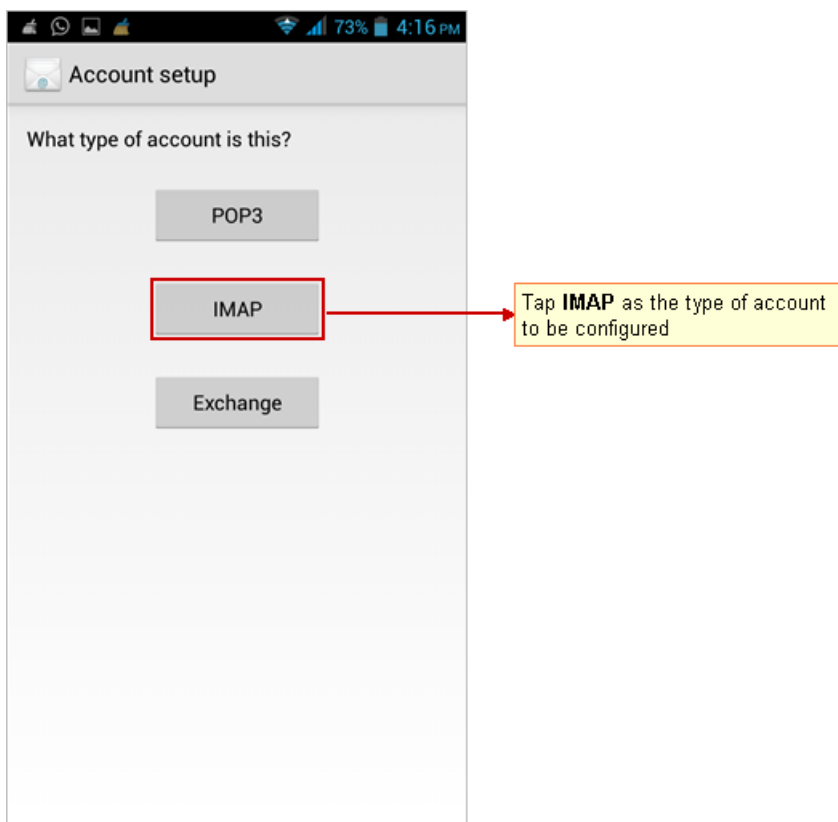 73% 4:16 PM
Account setup
What type of account is this?
POP3
IMAP
Tap IMAP as the type of account
to be configured
Exchange